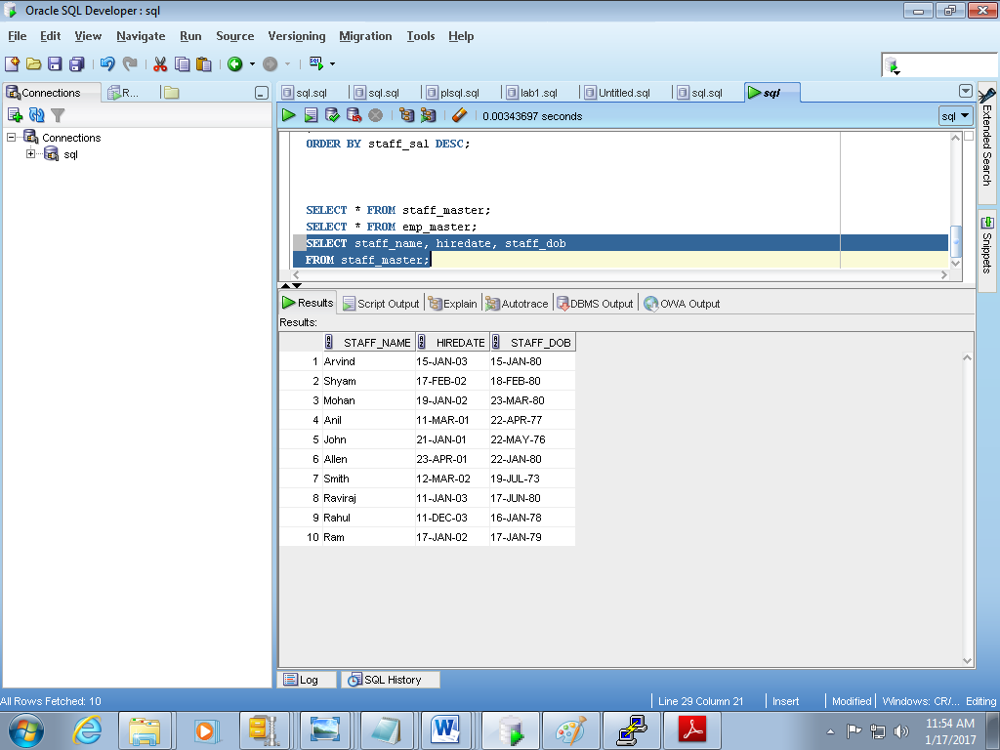 Oracle SQL Developer : sql
File Edit View Navigate Run Source Versioning Migration Tools Help
Connections R...
sql.sql sql.sql plsql.sql lab1.sql Untitled.sql sql.sql sql
0.00343697 seconds
sql
Connections
sql
ORDER BY staff_sal DESC;
SELECT * FROM staff_master;
SELECT * FROM emp_master;
SELECT staff_name, hiredate, staff_dob
FROM staff_master;
Extended Search
Snippets
Results Script Output Explain Autotrace DBMS Output OWA Output
Results:
STAFF_NAME HIREDATE STAFF_DOB
1 Arvind 15-JAN-03 15-JAN-80
2 Shyam 17-FEB-02 18-FEB-80
3 Mohan 19-JAN-02 23-MAR-80
4 Anil 11-MAR-01 22-APR-77
5 John 21-JAN-01 22-MAY-76
6 Allen 23-APR-01 22-JAN-80
7 Smith 12-MAR-02 19-JUL-73
8 Raviraj 11-JAN-03 17-JUN-80
9 Rahul 11-DEC-03 16-JAN-78
10 Ram 17-JAN-02 17-JAN-79
Log SQL History
All Rows Fetched: 10
Line 29 Column 21 Insert Modified Windows: CR/... Editing
11:54 AM
1/17/2017